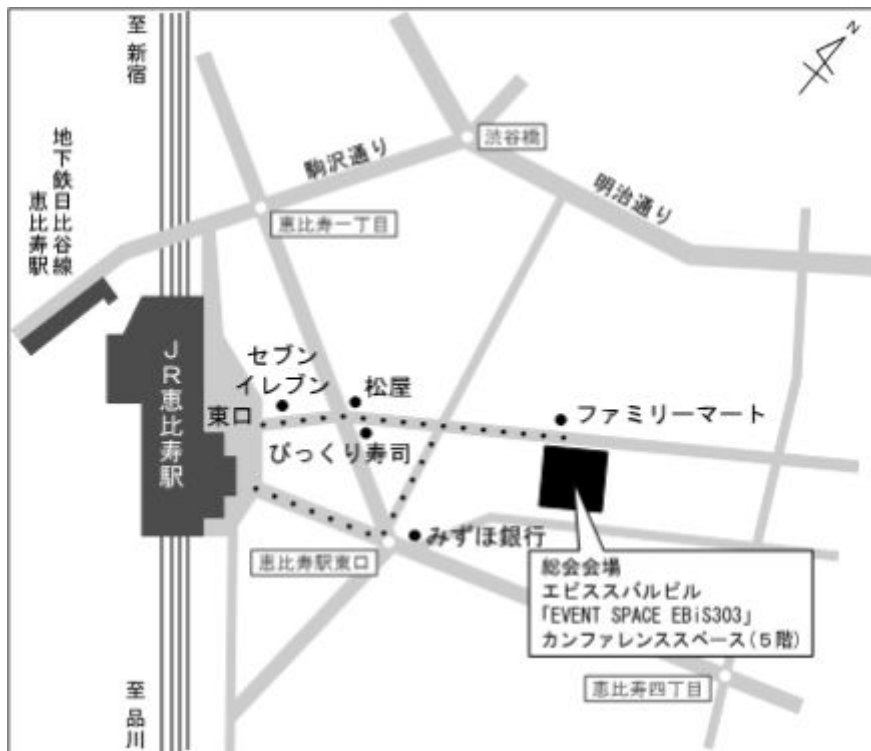 至 新宿
N
渋谷橋
駒沢通り
明治通り
地下鉄日比谷線
恵比寿駅
恵比寿一丁目
JR恵比寿駅
セブン
イレブン
松屋
東口
ファミリーマート
びっくり寿司
みずほ銀行
恵比寿駅東口
総会会場
エビススバルビル
「EVENT SPACE EBiS303」
カンファレンススペース(5階)
恵比寿四丁目
至 品川